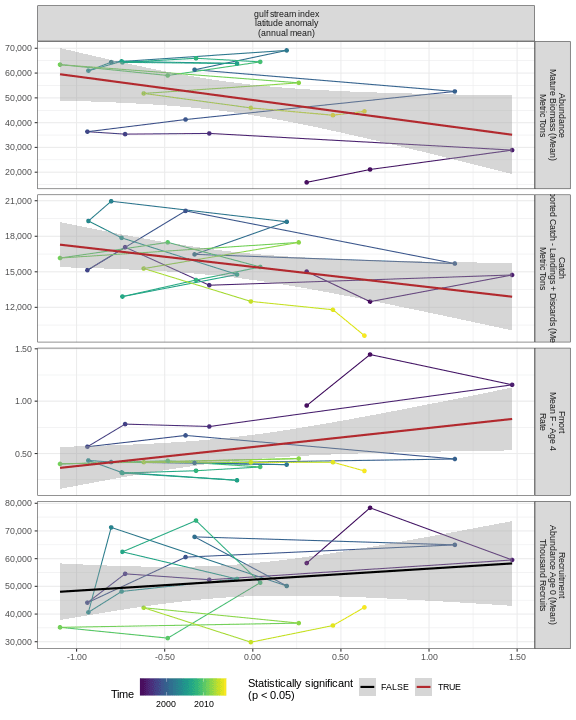 gulf stream index
latitude anomaly
(annual mean)
70,000
60,000
50,000
40,000
30,000
20,000
Abundance
Mature Biomass (Mean)
Metric Tons
21,000
18,000
15,000
12,000
Catch
Catch - Landings + Discards
Metric Tons
1.50
1.00
0.50
Fmort
Mean F - Age 4
Rate
80,000
70,000
60,000
50,000
40,000
30,000
Recruitment
Abundance Age 0 (Mean)
Thousand Recruits
-1.00
-0.50
0.00
0.50
1.00
1.50
Time
2000
2010
Statistically significant
(p < 0.05)
FALSE
TRUE